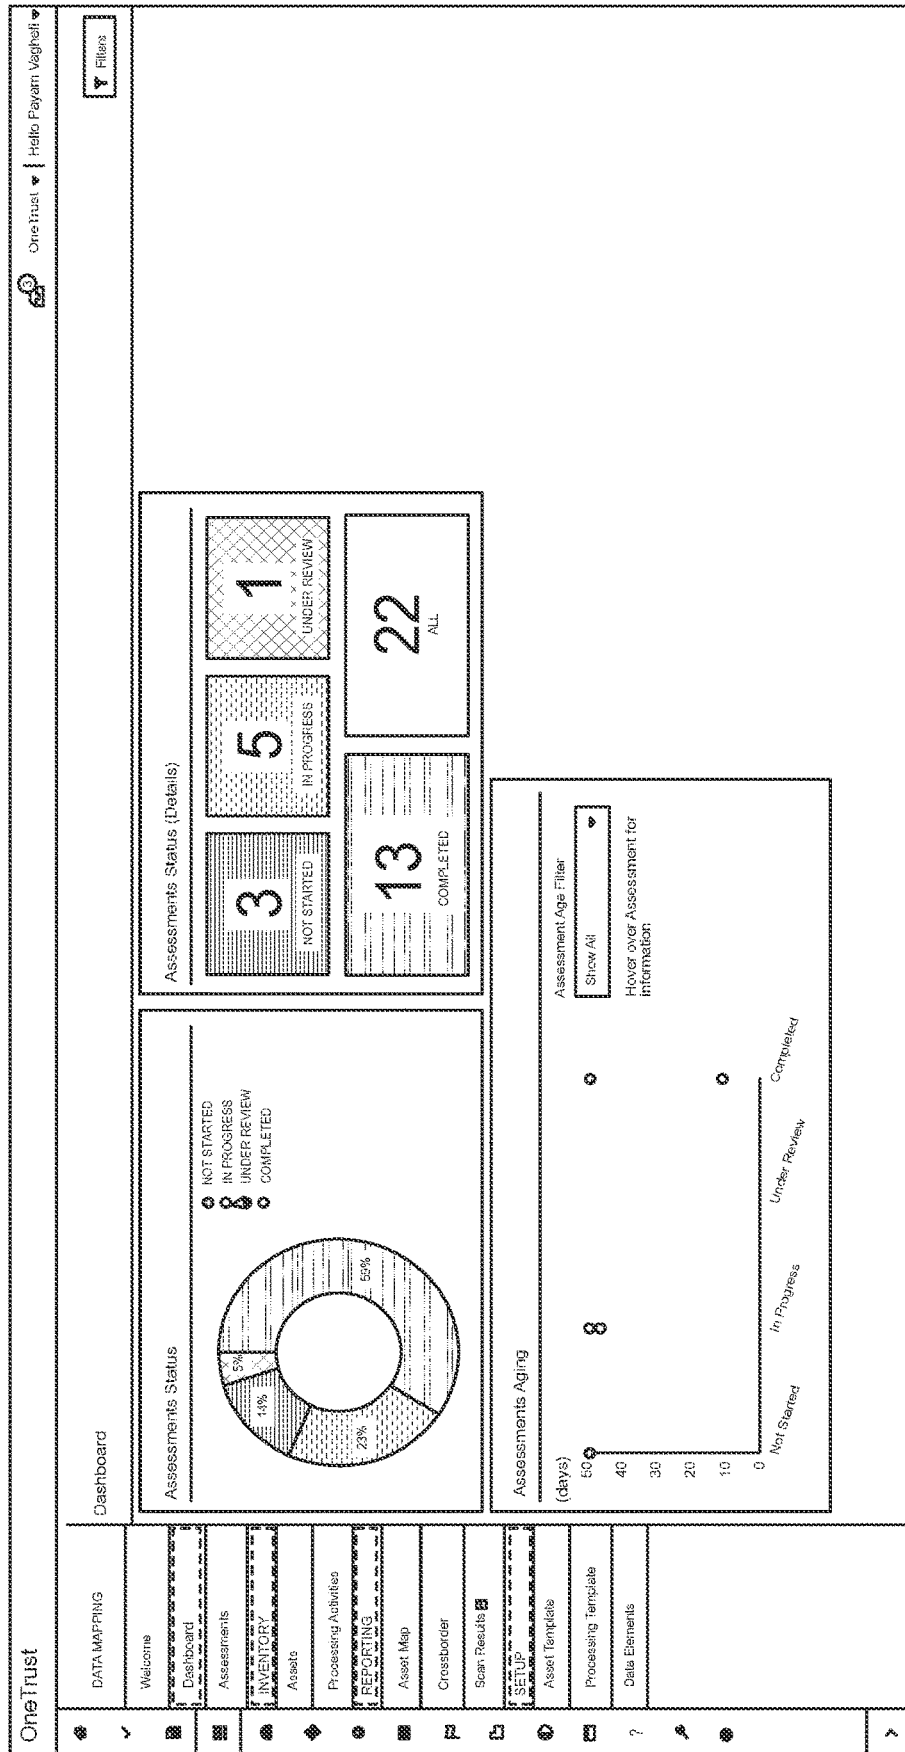 OneTrust
3
OneTrust | Hello Payam Vaghefi
DATA MAPPING
Welcome
Dashboard
Assessments
INVENTORY
Assets
Processing Activities
REPORTING
Asset Map
Crossborder
Scan Results
SETUP
Asset Template
Processing Template
Data Elements
?
Dashboard
Filters
Assessments Status
5%
14%
23%
59%
NOT STARTED
IN PROGRESS
UNDER REVIEW
COMPLETED
Assessments Status (Details)
3
NOT STARTED
5
IN PROGRESS
1
UNDER REVIEW
13
COMPLETED
22
ALL
Assessments Aging
(days)
50
40
30
20
10
0
Not Started
In Progress
Under Review
Completed
Assessment Age Filter
Show All
Hover over Assessment for
information